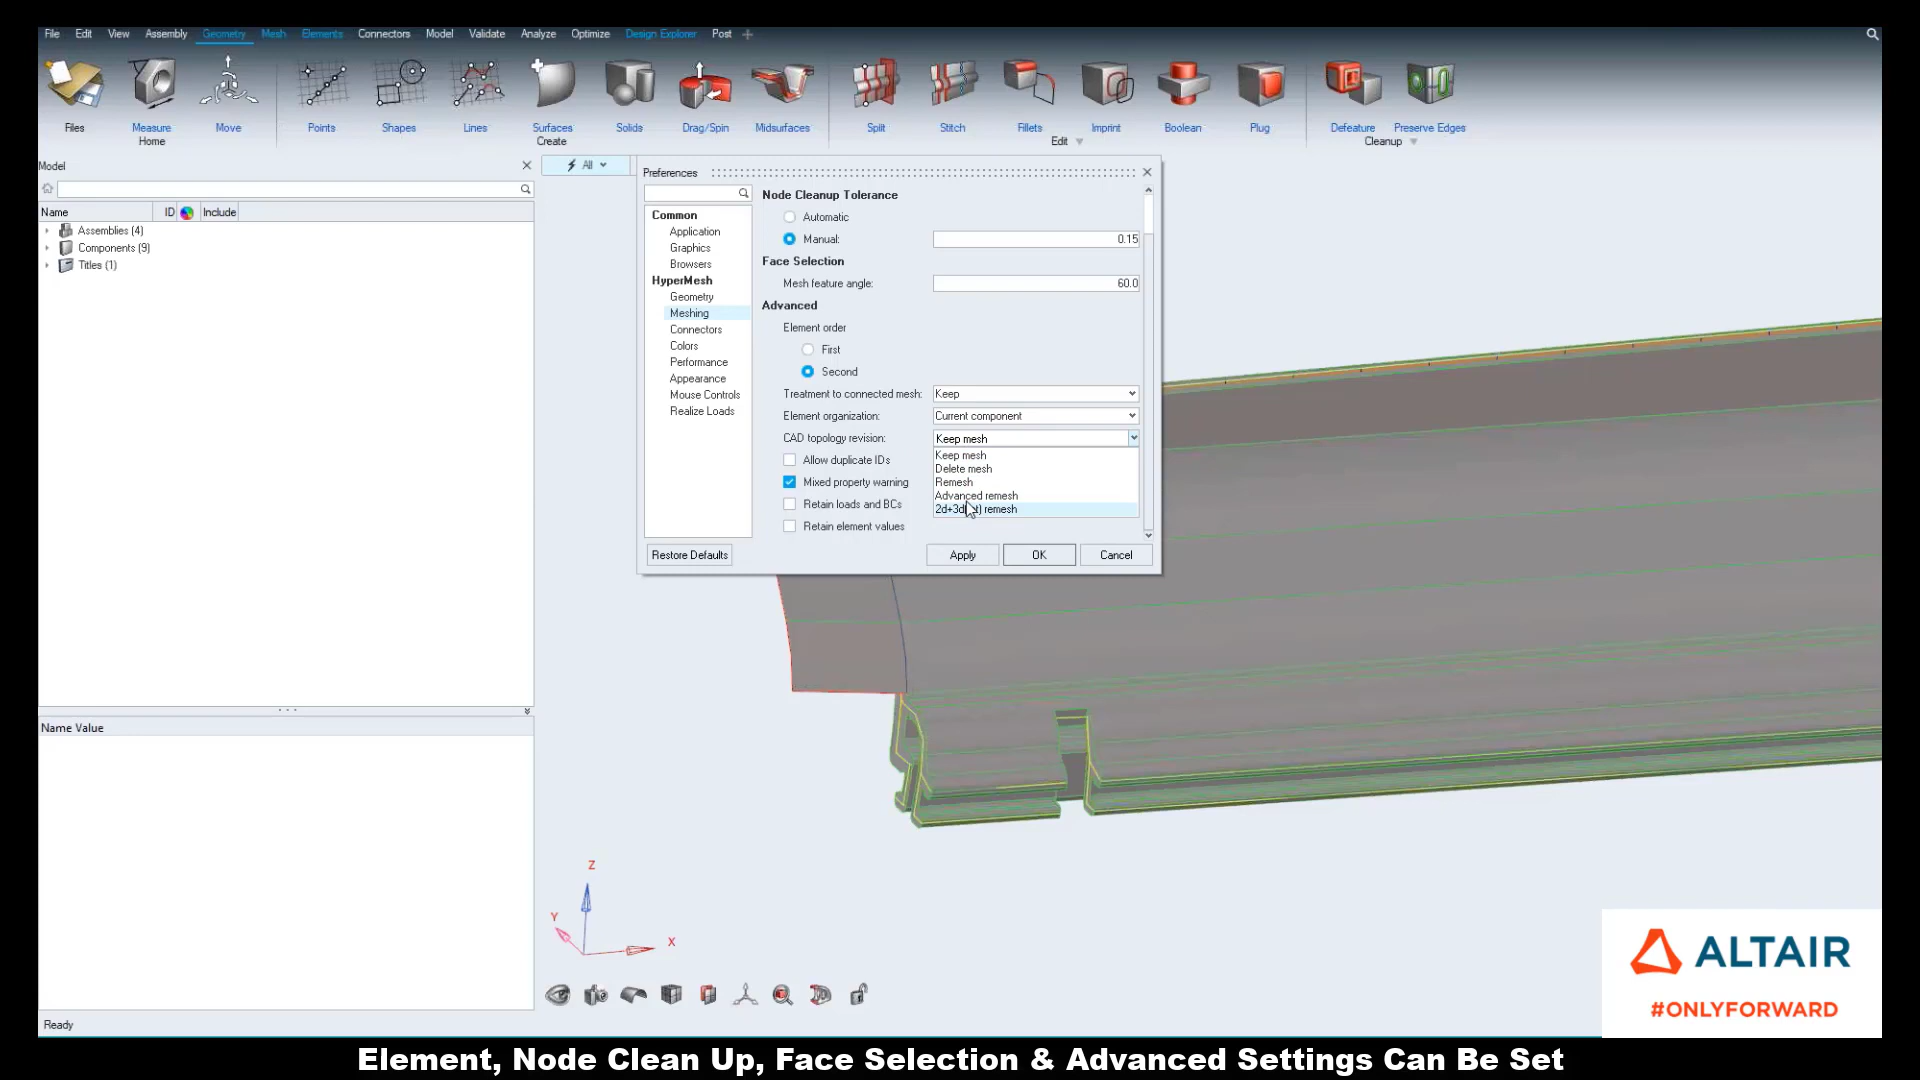 File Edit View Assembly Geometry Mesh Elements Connectors Model Validate Analyze Optimize Design Explorer Post
Files Measure Move Points Shapes Lines Surfaces Solids Drag/Spin Midsurfaces Split Stitch Fillets Imprint Boolean Plug Defeature Preserve Edges
Home Create Edit Cleanup
Model
All
Name ID Include
Assemblies (4)
Components (9)
Titles (1)
Name Value
Ready
Preferences
Common
Application
Graphics
Browsers
HyperMesh
Geometry
Meshing
Connectors
Colors
Performance
Appearance
Mouse Controls
Realize Loads
Restore Defaults
Node Cleanup Tolerance
Automatic
Manual: 0.15
Face Selection
Mesh feature angle: 60.0
Advanced
Element order
First
Second
Treatment to connected mesh: Keep
Element organization: Current component
CAD topology revision: Keep mesh
Keep mesh
Delete mesh
Remesh
Advanced remesh
remesh
Allow duplicate IDs
Mixed property warning
Retain loads and BCs
Retain element values
Apply OK Cancel
Z
Y
X
ALTAIR
#ONLYFORWARD
Element, Node Clean Up, Face Selection & Advanced Settings Can Be Set